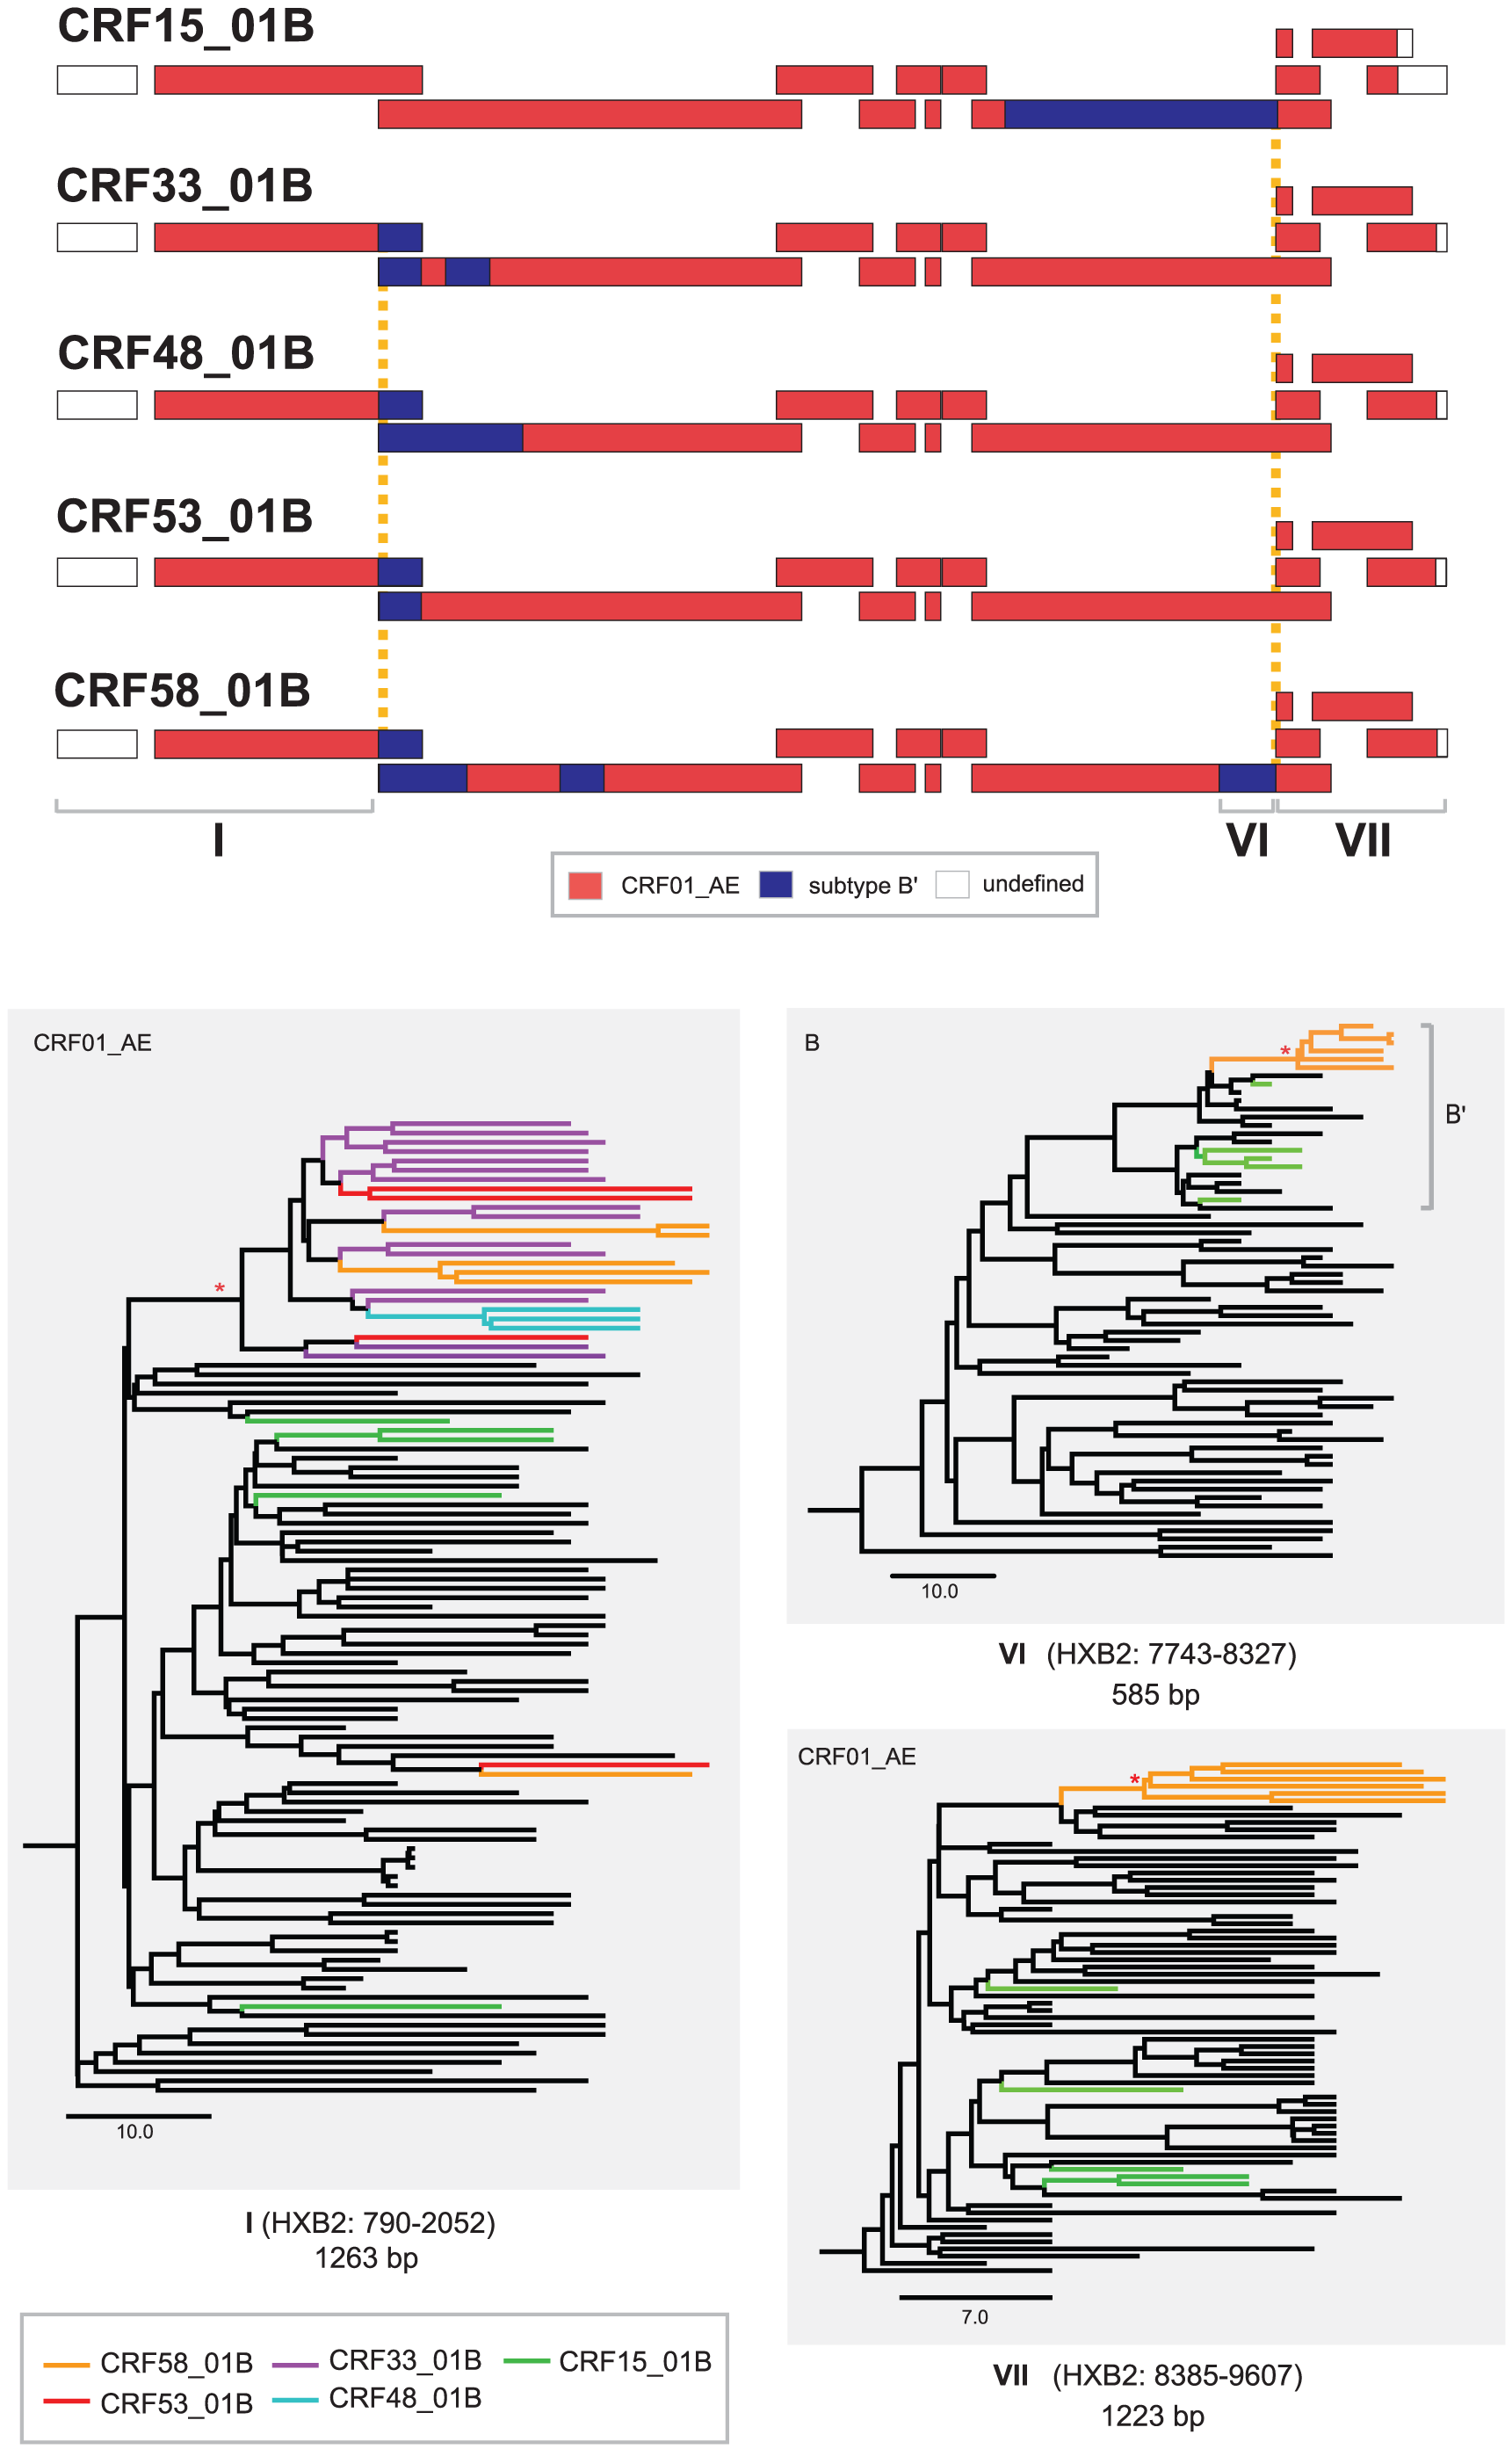 CRF15_01B
CRF33_01B
CRF48_01B
CRF53_01B
CRF58_01B
I VI VII
CRF01_AE subtype B' undefined
CRF01_AE
*
10.0
I (HXB2: 790-2052)
1263 bp
B
*
B'
10.0
VI (HXB2: 7743-8327)
585 bp
CRF01_AE
*
7.0
VII (HXB2: 8385-9607)
1223 bp
CRF58_01B CRF33_01B CRF15_01B
CRF53_01B CRF48_01B